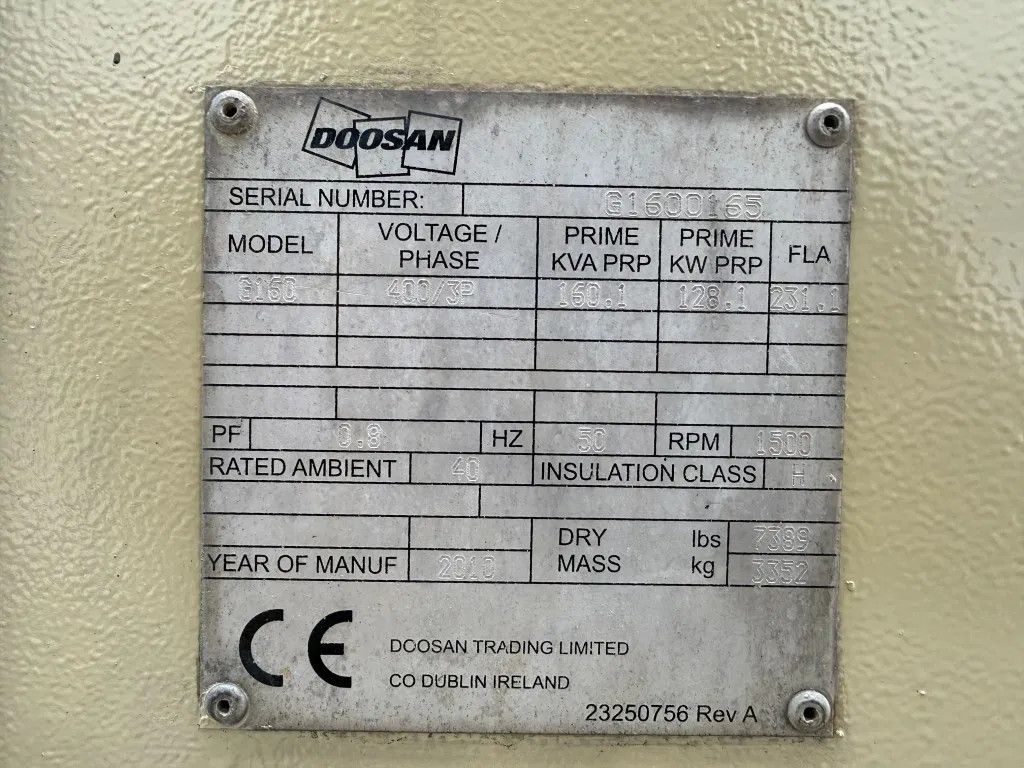 DOOSAN
SERIAL NUMBER: G1600165
MODEL VOLTAGE / PHASE PRIME KVA PRP PRIME KW PRP FLA
G160 400/3P 160.1 128.1 231.1
PF 0.8 HZ 50 RPM 1500
RATED AMBIENT 40 INSULATION CLASS H
DRY MASS lbs 7389
YEAR OF MANUF 2010 kg 3352
CE
DOOSAN TRADING LIMITED
CO DUBLIN IRELAND
23250756 Rev A